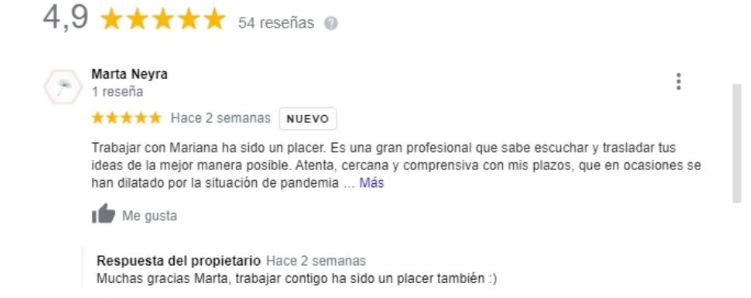 4,9 54 reseñas
Marta Neyra
1 reseña
Hace 2 semanas NUEVO
Trabajar con Mariana ha sido un placer. Es una gran profesional que sabe escuchar y trasladar tus
ideas de la mejor manera posible. Atenta, cercana y comprensiva con mis plazos, que en ocasiones se
han dilatado por la situación de pandemia ... Más
Me gusta
Respuesta del propietario Hace 2 semanas
Muchas gracias Marta, trabajar contigo ha sido un placer también :)